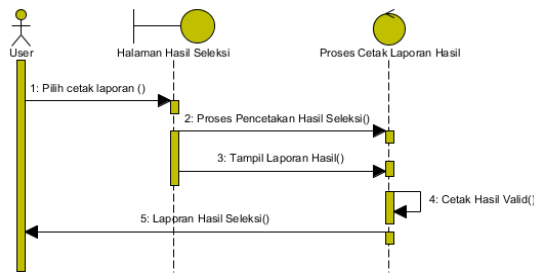 User
Halaman Hasil Seleksi
Proses Cetak Laporan Hasil
1: Pilih cetak laporan ()
2: Proses Pencetakan Hasil Seleksi()
3: Tampil Laporan Hasil()
4: Cetak Hasil Valid()
5: Laporan Hasil Seleksi()